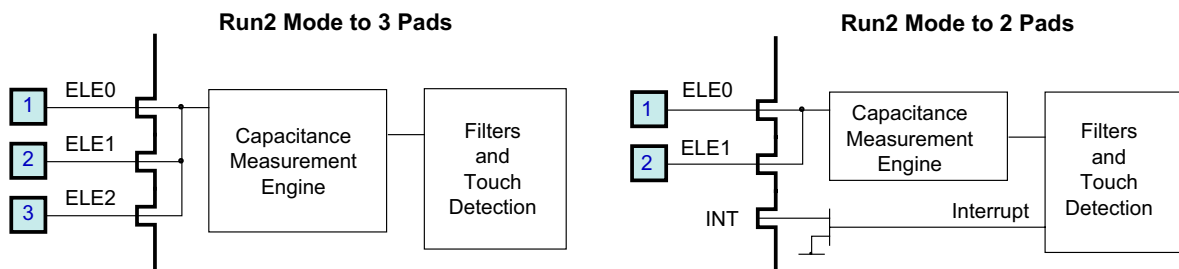 Run2 Mode to 3 Pads
1
ELE0
2
ELE1
3
ELE2
Capacitance
Measurement
Engine
Filters
and
Touch
Detection
Run2 Mode to 2 Pads
1
ELE0
2
ELE1
INT
Capacitance
Measurement
Engine
Interrupt
Filters
and
Touch
Detection